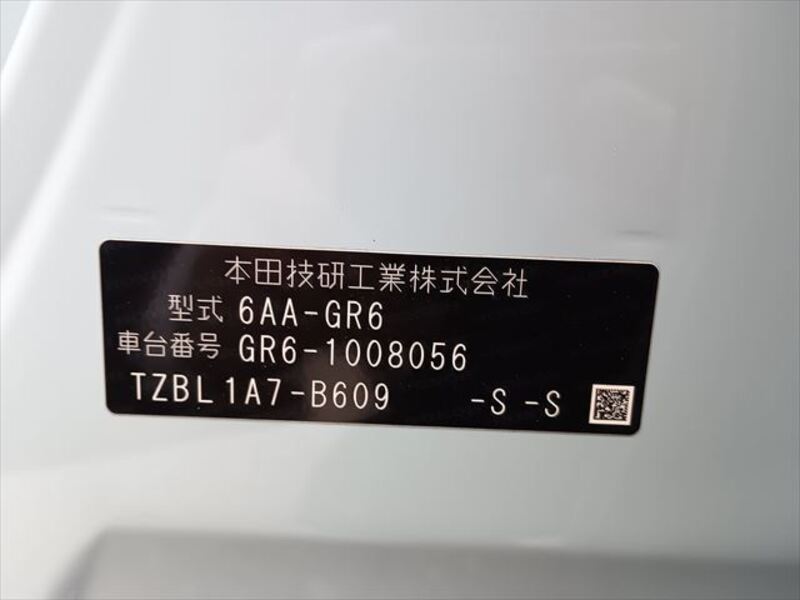 本田技研工業株式会社
型式 6AA-GR6
車台番号 GR6-1008056
TZBL1A7-B609 -S -S